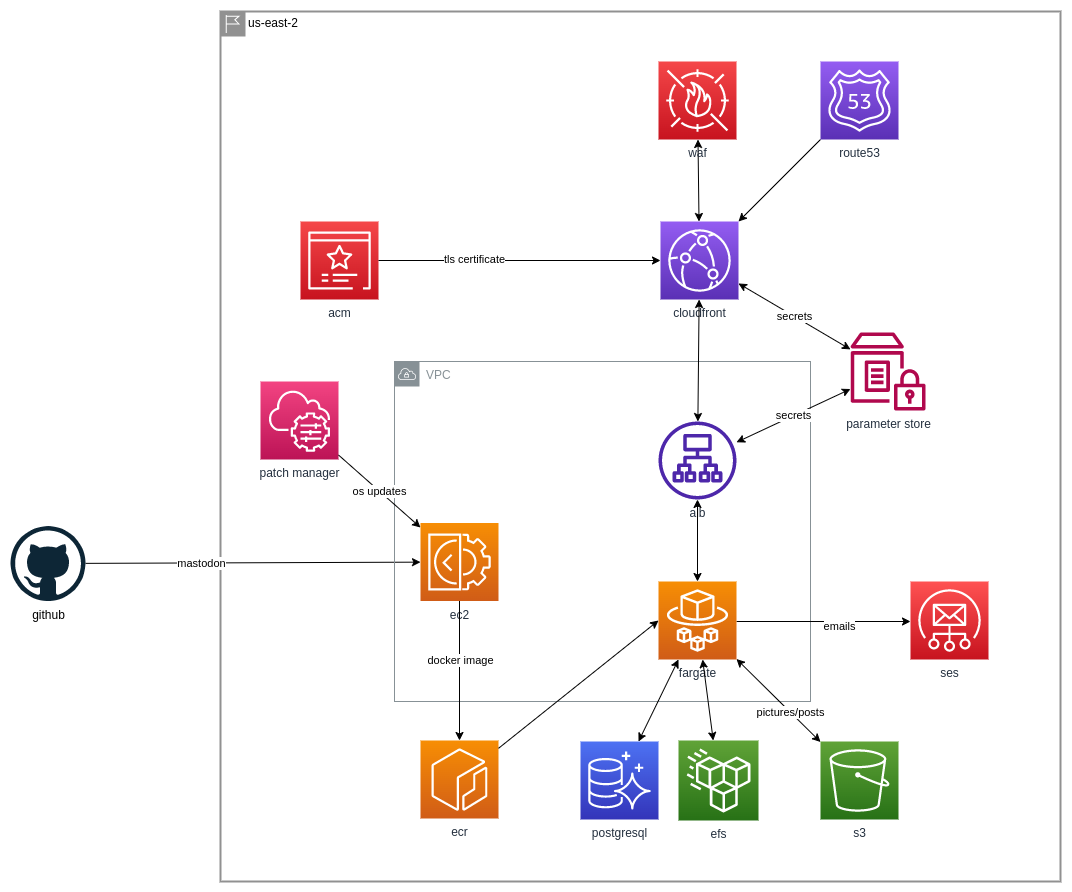 us-east-2
53
waf
route53
tls certificate
acm
cloudfront
secrets
VPC
secrets
parameter store
patch manager
os updates
alb
mastodon
github
ec2
emails
docker image
fargate
ses
pictures/posts
ecr
postgresql
efs
s3